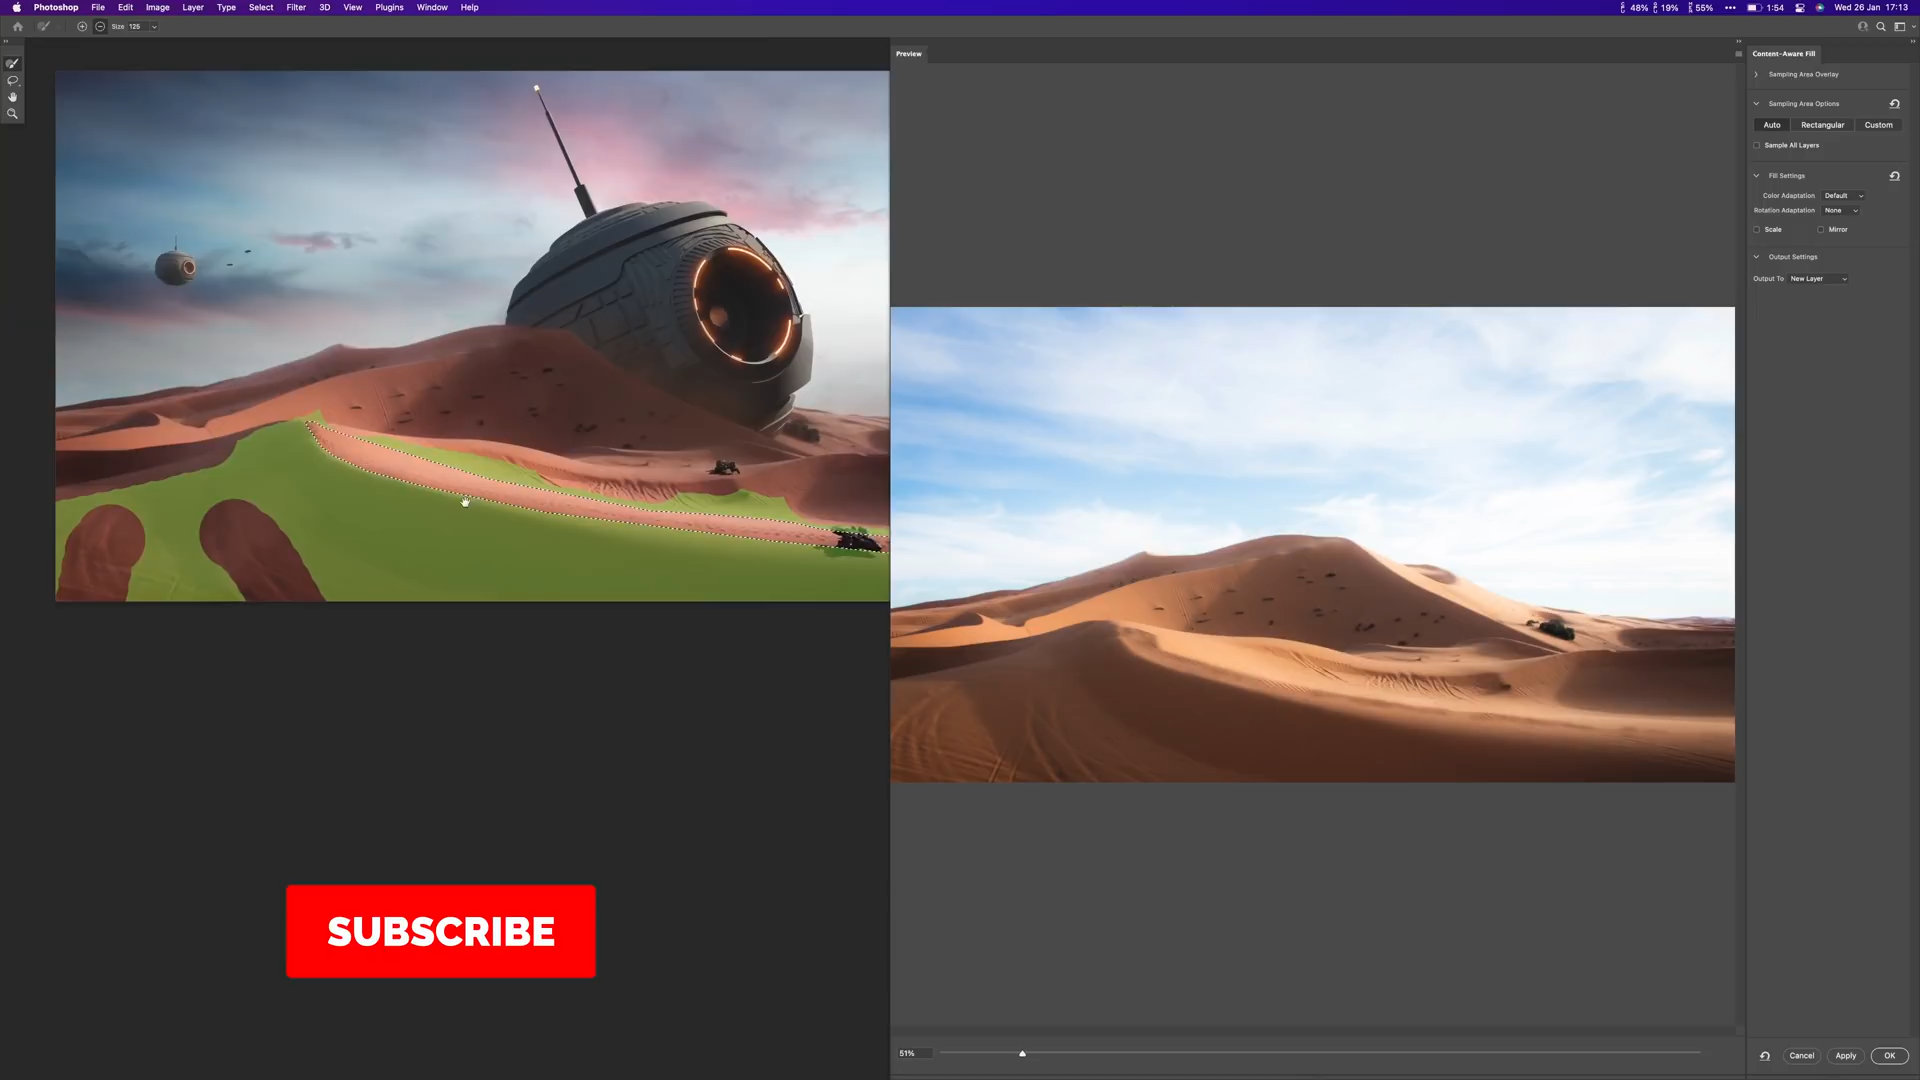 Photoshop File Edit Image Layer Type Select Filter 3D View Plugins Window Help
48% 19% 55% 1:54 Wed 26 Jan 17:13
Size 125
Preview
Content-Aware Fill
Sampling Area Overlay
Sampling Area Options
Auto Rectangular Custom
Sample All Layers
Fill Settings
Color Adaptation Default
Rotation Adaptation None
Scale Mirror
Output Settings
Output To New Layer
SUBSCRIBE
51%
Cancel Apply OK